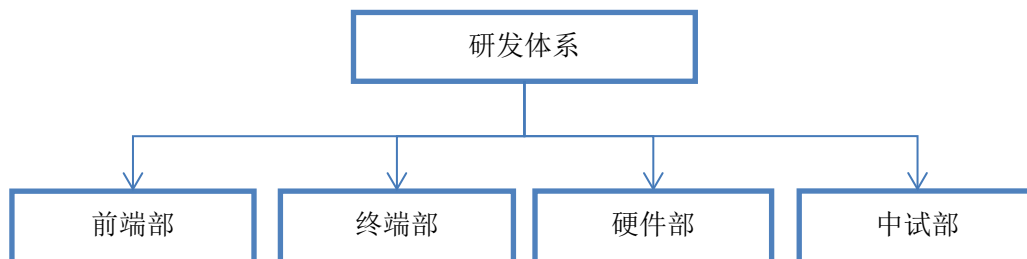 研发体系
前端部
终端部
硬件部
中试部